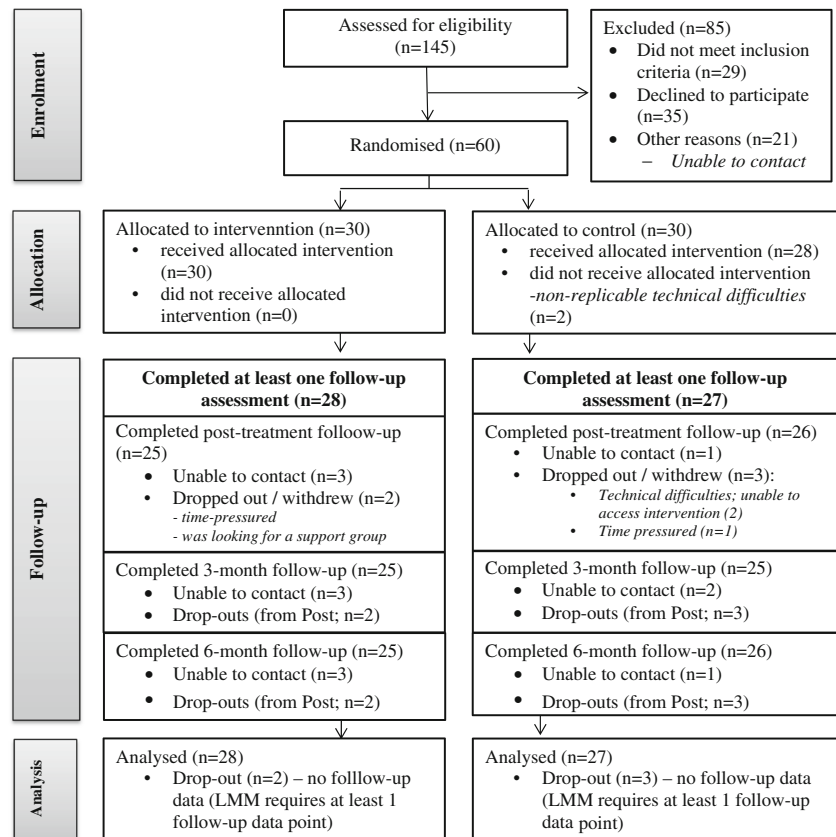 Enrolment
Assessed for eligibility
(n=145)
Excluded (n=85)
• Did not meet inclusion
criteria (n=29)
• Declined to participate
(n=35)
• Other reasons (n=21)
– Unable to contact
Randomised (n=60)
Allocation
Allocated to intervenntion (n=30)
• received allocated intervention
(n=30)
• did not receive allocated
intervention (n=0)
Allocated to control (n=30)
• received allocated intervention (n=28)
• did not receive allocated intervention
-non-replicable technical difficulties
(n=2)
Follow-up
Completed at least one follow-up
assessment (n=28)
Completed post-treatment folloow-up
(n=25)
• Unable to contact (n=3)
• Dropped out / withdrew (n=2)
- time-pressured
- was looking for a support group
Completed 3-month follow-up (n=25)
• Unable to contact (n=3)
• Drop-outs (from Post; n=2)
Completed 6-month follow-up (n=25)
• Unable to contact (n=3)
• Drop-outs (from Post; n=2)
Completed at least one follow-up
assessment (n=27)
Completed post-treatment follow-up (n=26)
• Unable to contact (n=1)
• Dropped out / withdrew (n=3):
• Technical difficulties; unable to
access intervention (2)
• Time pressured (n=1)
Completed 3-month follow-up (n=25)
• Unable to contact (n=2)
• Drop-outs (from Post; n=3)
Completed 6-month follow-up (n=26)
• Unable to contact (n=1)
• Drop-outs (from Post; n=3)
Analysis
Analysed (n=28)
• Drop-out (n=2) – no folllow-up
data (LMM requires at least 1
follow-up data point)
Analysed (n=27)
• Drop-out (n=3) – no follow-up data
(LMM requires at least 1 follow-up
data point)